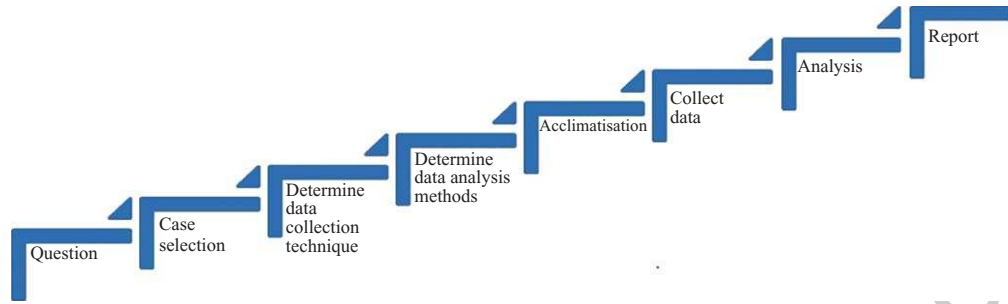 Question
Case
selection
Determine
data
collection
technique
Determine
data analysis
methods
Acclimatisation
Collect
data
Analysis
Report